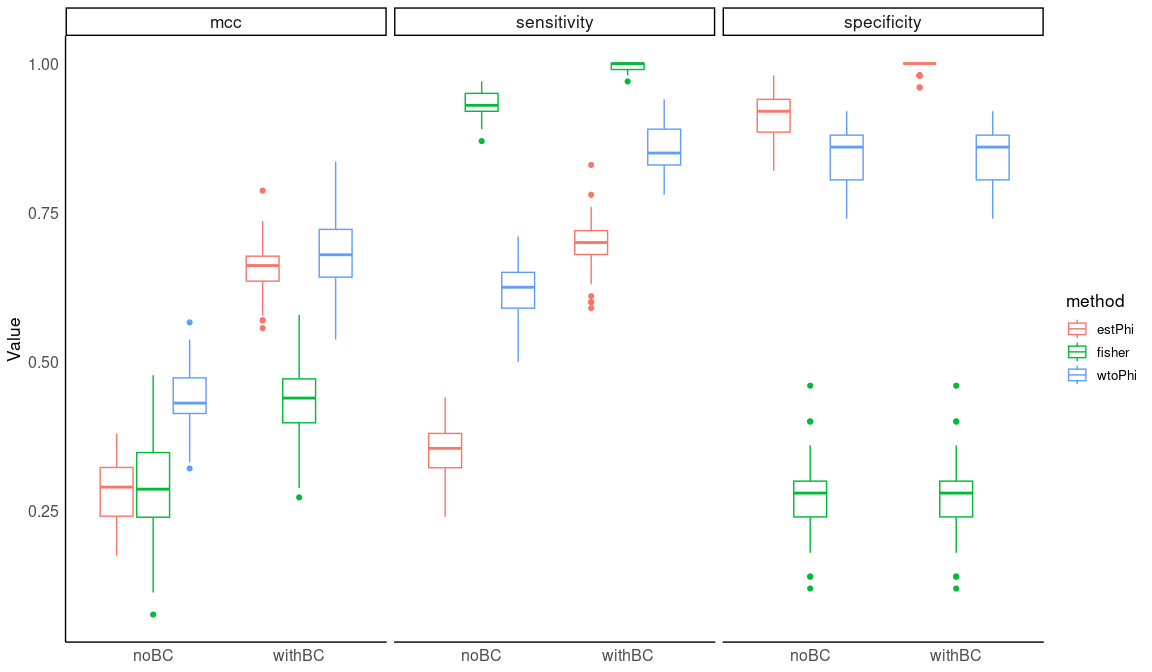 mcc sensitivity specificity
Value
1.00
0.75
0.50
0.25
noBC withBC noBC withBC noBC withBC
method
estPhi
fisher
wtoPhi